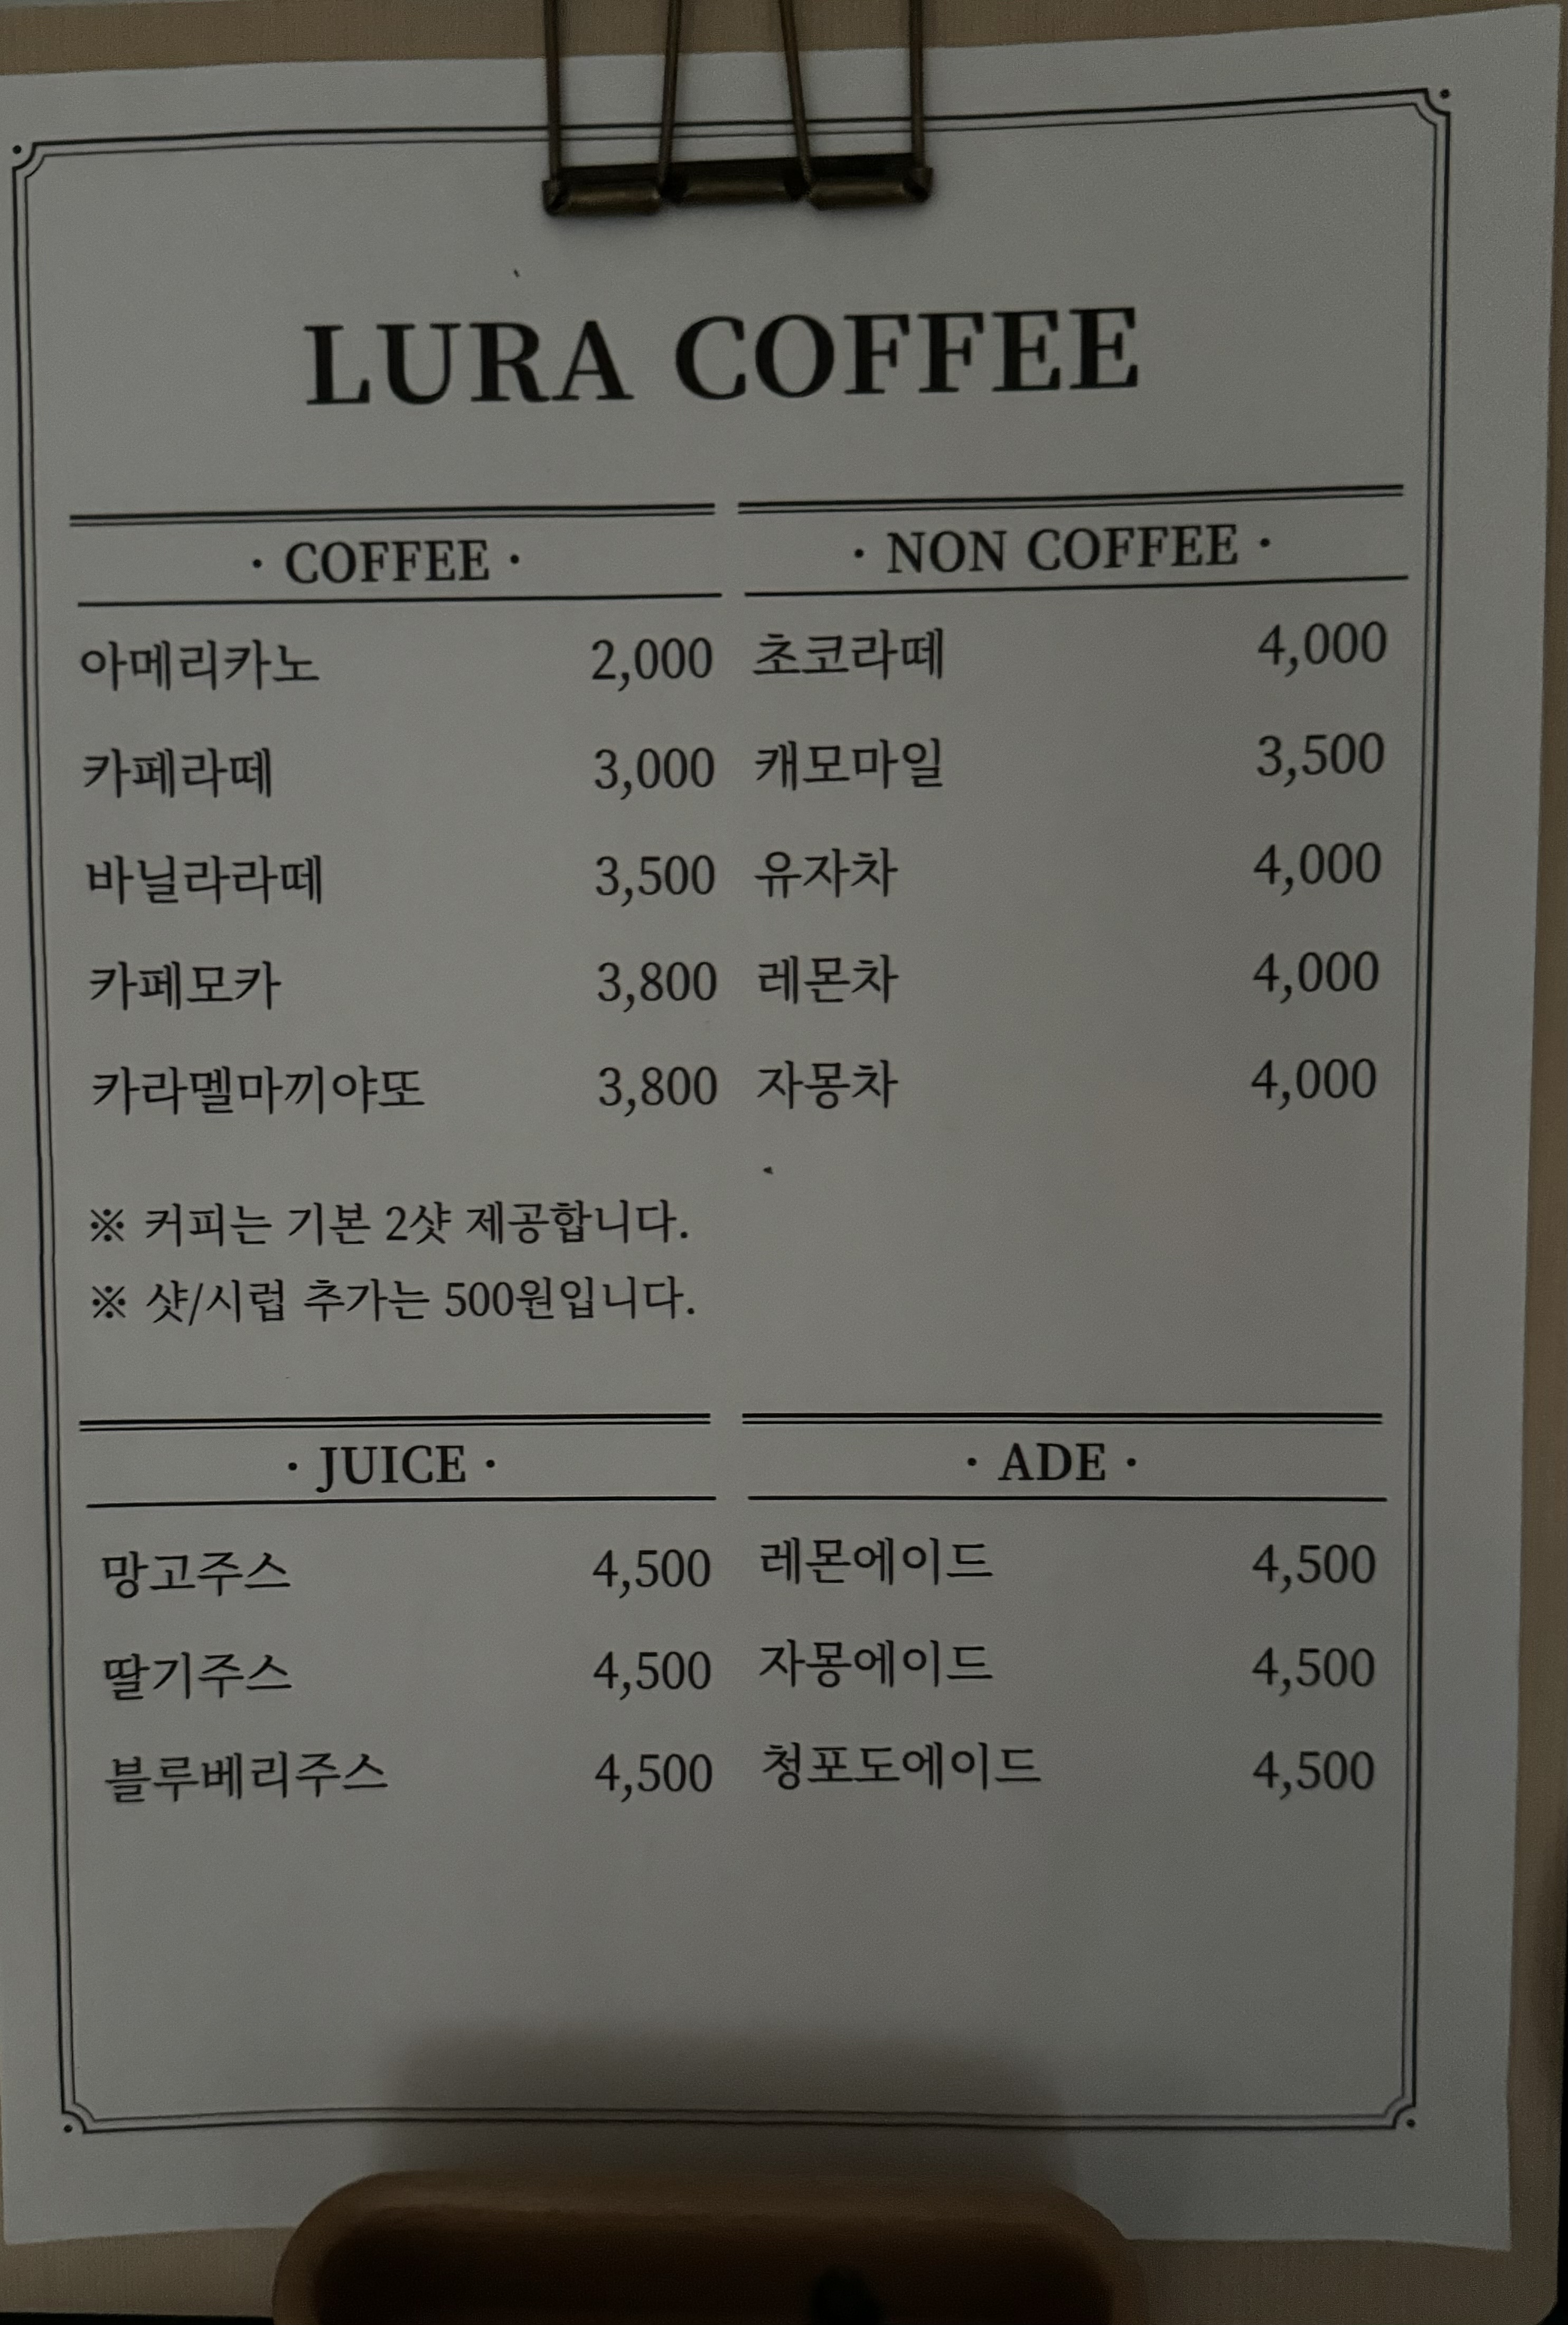 LURA COFFEE
· COFFEE ·
아메리카노 2,000
카페라떼 3,000
바닐라라떼 3,500
카페모카 3,800
카라멜마끼야또 3,800
※ 커피는 기본 2샷 제공합니다.
※ 샷/시럽 추가는 500원입니다.
· NON COFFEE ·
초코라떼 4,000
캐모마일 3,500
유자차 4,000
레몬차 4,000
자몽차 4,000
· JUICE ·
망고주스 4,500
딸기주스 4,500
블루베리주스 4,500
· ADE ·
레몬에이드 4,500
자몽에이드 4,500
청포도에이드 4,500